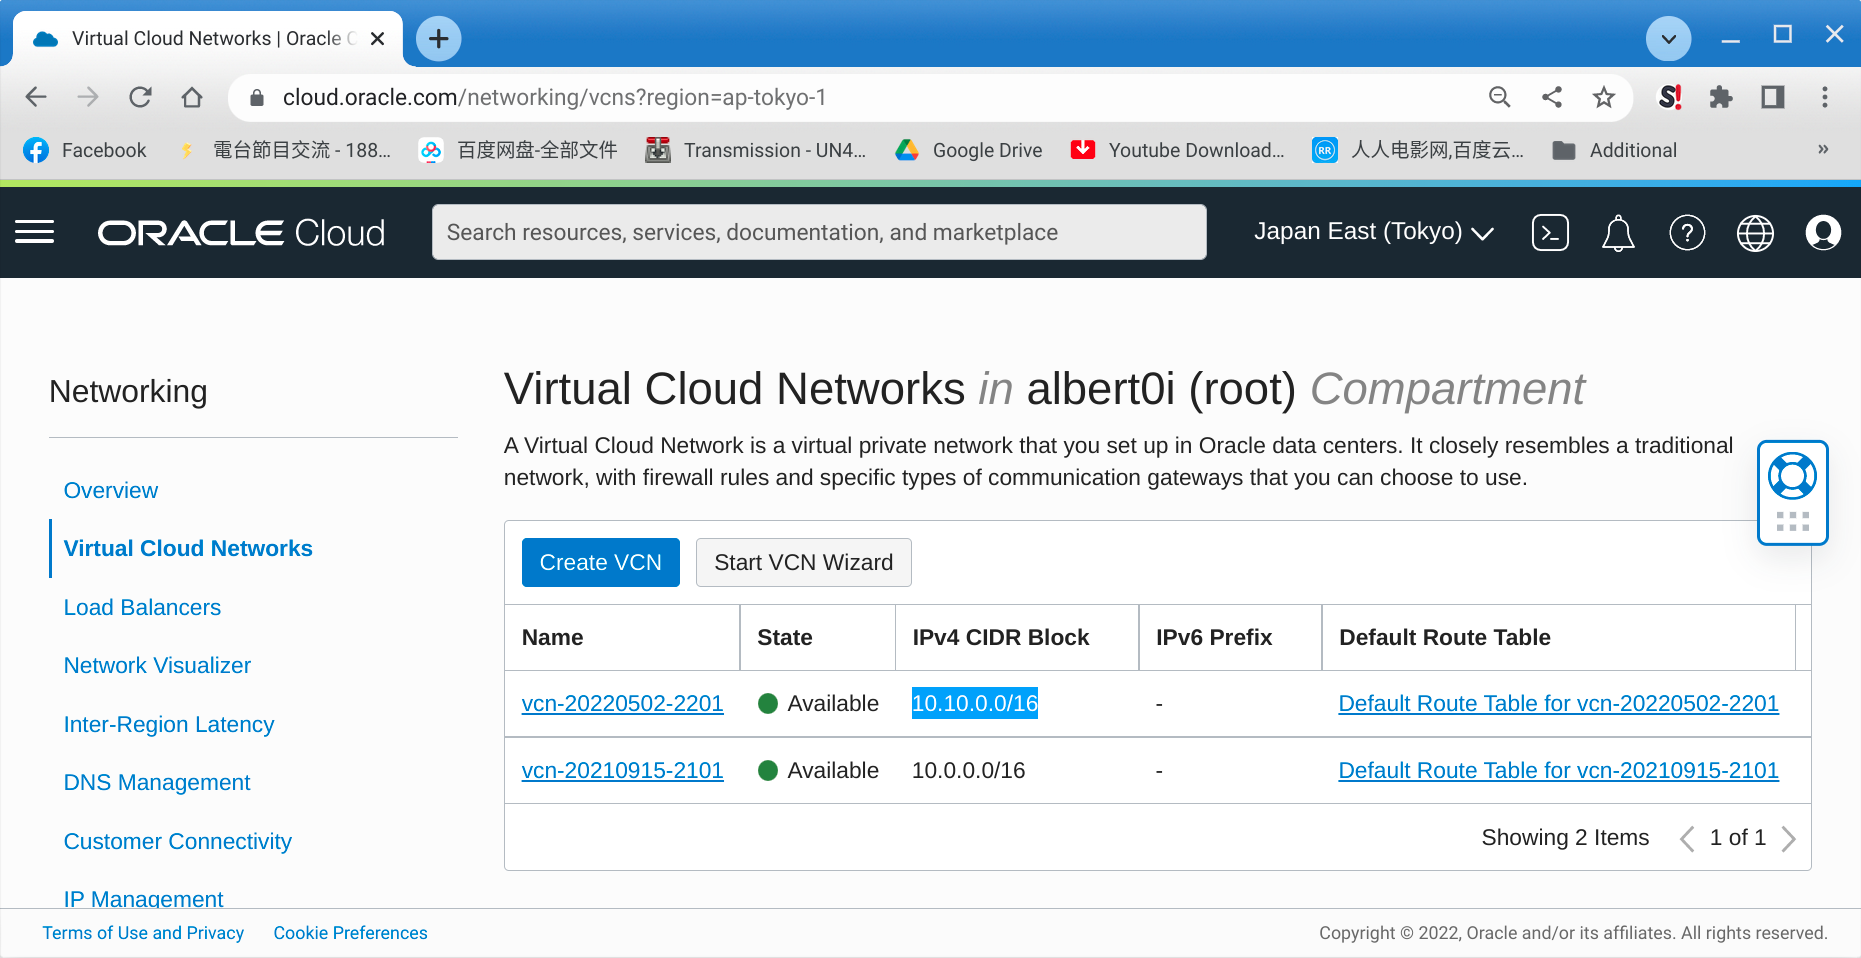 Virtual Cloud Networks | Oracle C
cloud.oracle.com/networking/vcns?region=ap-tokyo-1
S!
Facebook
電台節目交流 - 188...
百度网盘-全部文件
Transmission - UN4...
Google Drive
Youtube Download...
RR
人人电影网,百度云...
Additional
»
ORACLE Cloud
Search resources, services, documentation, and marketplace
Japan East (Tokyo)
Networking
Overview
Virtual Cloud Networks
Load Balancers
Network Visualizer
Inter-Region Latency
DNS Management
Customer Connectivity
IP Management
Virtual Cloud Networks in albert0i (root) Compartment
A Virtual Cloud Network is a virtual private network that you set up in Oracle data centers. It closely resembles a traditional
network, with firewall rules and specific types of communication gateways that you can choose to use.
Create VCN Start VCN Wizard
Name State IPv4 CIDR Block IPv6 Prefix Default Route Table
vcn-20220502-2201 Available 10.10.0.0/16 - Default Route Table for vcn-20220502-2201
vcn-20210915-2101 Available 10.0.0.0/16 - Default Route Table for vcn-20210915-2101
Showing 2 Items 1 of 1
Terms of Use and Privacy Cookie Preferences
Copyright © 2022, Oracle and/or its affiliates. All rights reserved.